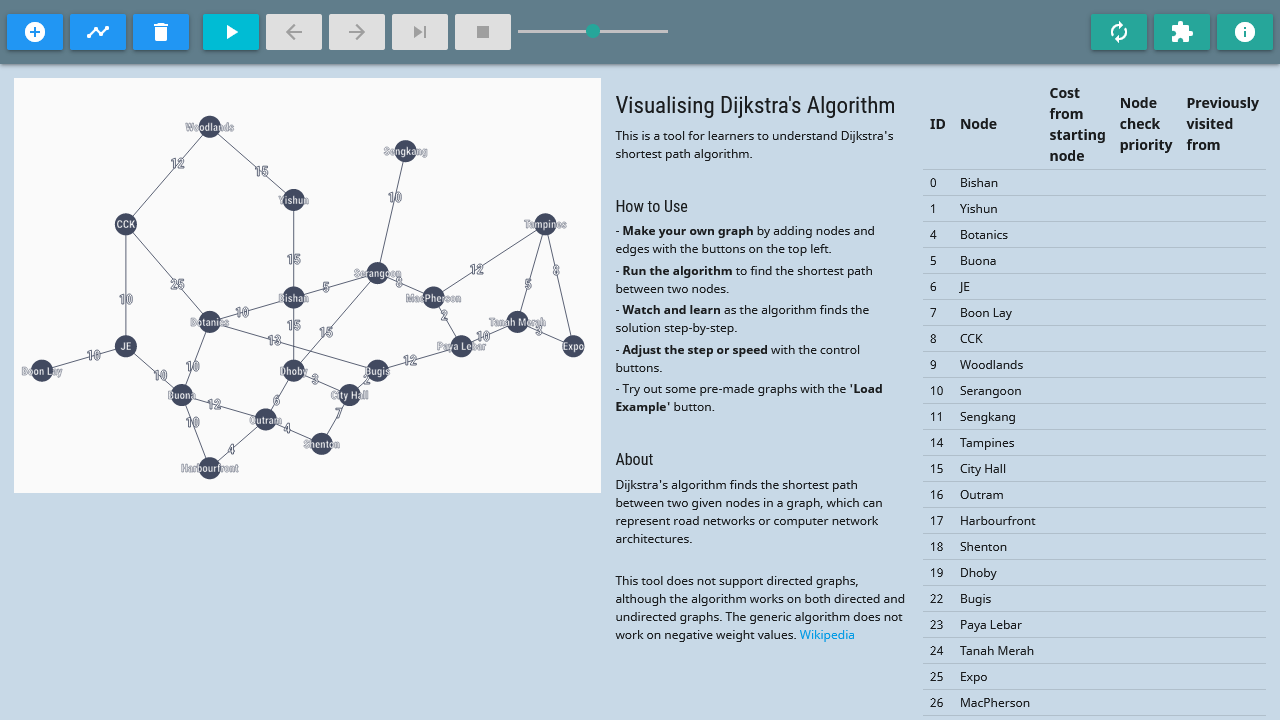 Woodlands
Sengkang
12
15
10
Yishun
CCK
Tampines
15
12
8
Serangoon
8
5
25
5
10
10
Bishan
MacPherson
2
Botanics
15
15
13
Tanah Merah
3
10
JE
Paya Lebar
Expo
10
12
Boon Lay
10
10
Dhoby
3
Bugis
2
Buona
12
6
City Hall
7
10
Outram
4
Shenton
4
Harbourfront
Visualising Dijkstra's Algorithm
This is a tool for learners to understand Dijkstra's
shortest path algorithm.
How to Use
- Make your own graph by adding nodes and
edges with the buttons on the top left.
- Run the algorithm to find the shortest path
between two nodes.
- Watch and learn as the algorithm finds the
solution step-by-step.
- Adjust the step or speed with the control
buttons.
- Try out some pre-made graphs with the 'Load
Example' button.
About
Dijkstra's algorithm finds the shortest path
between two given nodes in a graph, which can
represent road networks or computer network
architectures.
This tool does not support directed graphs,
although the algorithm works on both directed and
undirected graphs. The generic algorithm does not
work on negative weight values. Wikipedia
ID Node Cost from starting node Node check priority Previously visited from
0 Bishan
1 Yishun
4 Botanics
5 Buona
6 JE
7 Boon Lay
8 CCK
9 Woodlands
10 Serangoon
11 Sengkang
14 Tampines
15 City Hall
16 Outram
17 Harbourfront
18 Shenton
19 Dhoby
22 Bugis
23 Paya Lebar
24 Tanah Merah
25 Expo
26 MacPherson